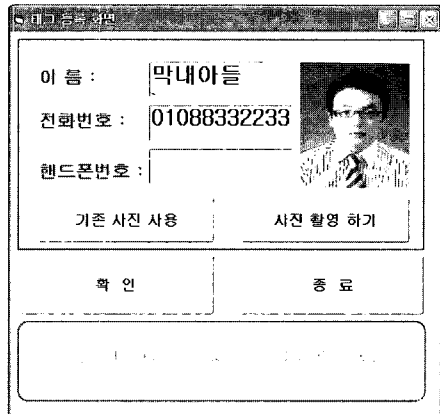 태그 등록 화면
이 름 : 막내아들
전화번호 : 01088332233
핸드폰번호 :
기존 사진 사용 사진 촬영 하기
확 인 종 료